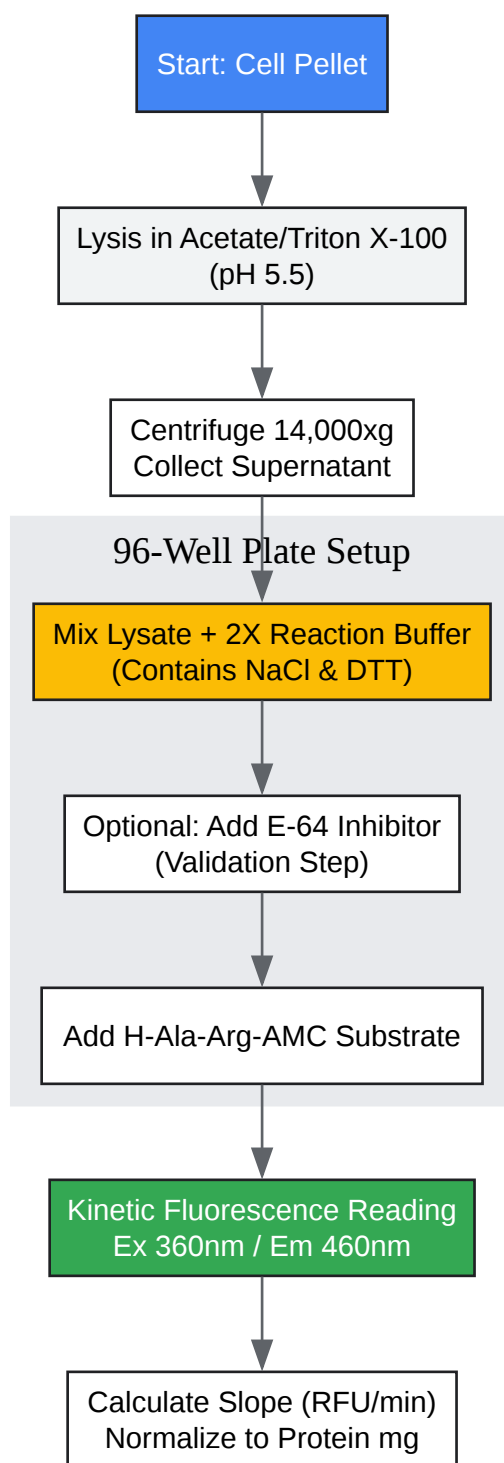 Start: Cell Pellet
Lysis in Acetate/Triton X-100
(pH 5.5)
Centrifuge 14,000xg
Collect Supernatant
96-Well Plate Setup
Mix Lysate + 2X Reaction Buffer
(Contains NaCl & DTT)
Optional: Add E-64 Inhibitor
(Validation Step)
Add H-Ala-Arg-AMC Substrate
Kinetic Fluorescence Reading
Ex 360nm / Em 460nm
Calculate Slope (RFU/min)
Normalize to Protein mg